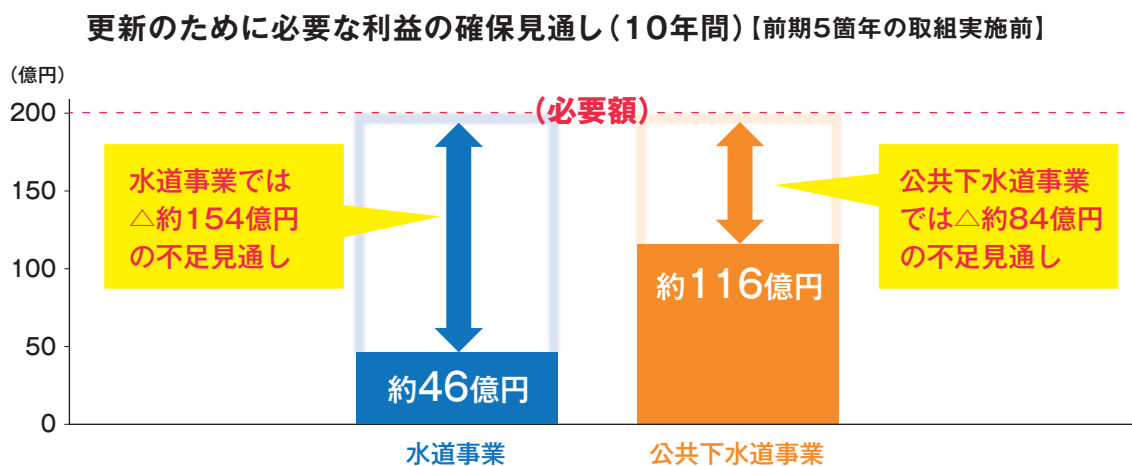 更新のために必要な利益の確保見通し(10年間)【前期5箇年の取組実施前】
(億円)
200
150
100
50
0
(必要額)
水道事業では
△約154億円
の不足見通し
公共下水道事業
では△約84億円
の不足見通し
約46億円
約116億円
水道事業
公共下水道事業